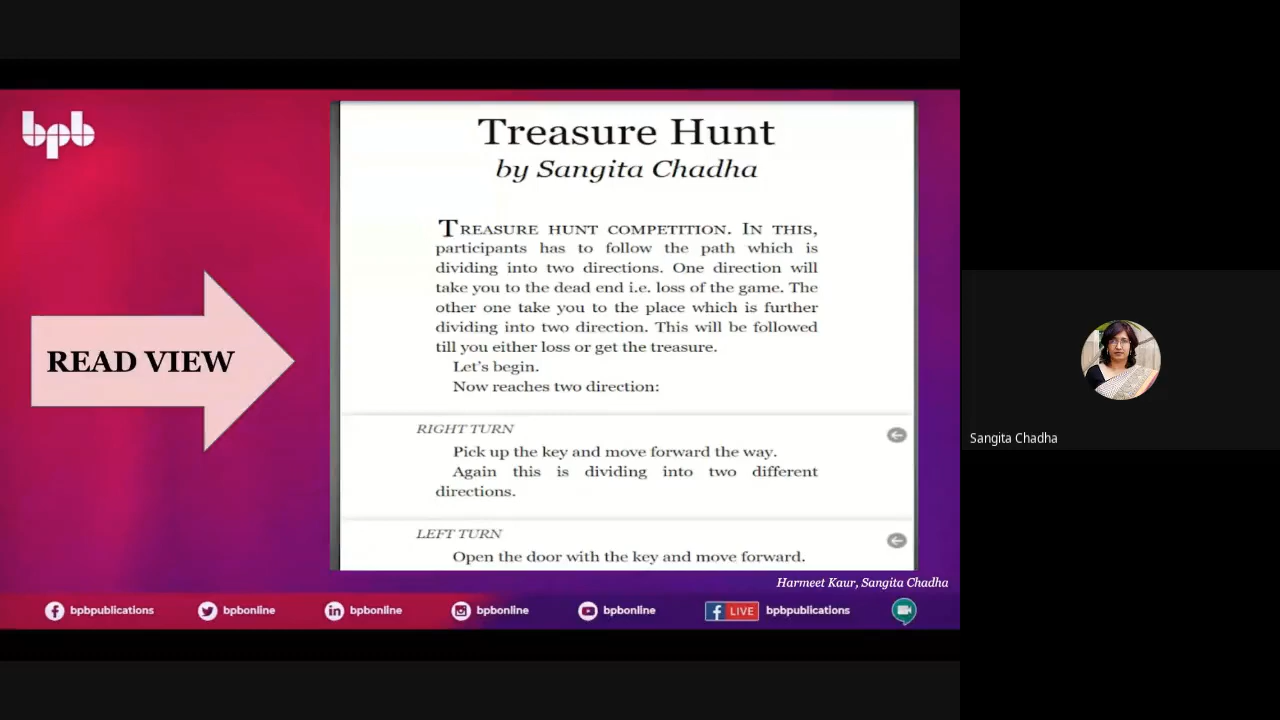 bpb
Treasure Hunt
by Sangita Chadha
TREASURE HUNT COMPETITION. IN THIS,
participants has to follow the path which is
dividing into two directions. One direction will
take you to the dead end i.e. loss of the game. The
other one take you to the place which is further
dividing into two direction. This will be followed
till you either loss or get the treasure.
Let's begin.
Now reaches two direction:
READ VIEW
RIGHT TURN
Pick up the key and move forward the way.
Again this is dividing into two different
directions.
LEFT TURN
Open the door with the key and move forward.
Harmeet Kaur, Sangita Chadha
bpbpublications
bpbonline
bpbonline
bpbonline
bpbonline
LIVE bpbpublications
Sangita Chadha